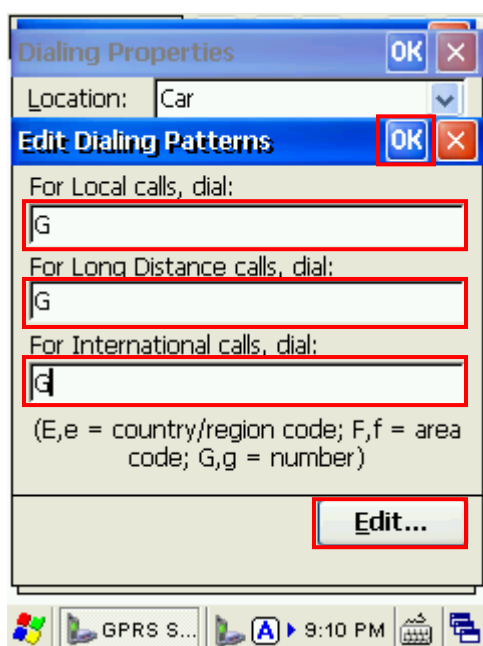 Dialing Properties
OK
Location: Car
Edit Dialing Patterns
OK
For Local calls, dial:
G
For Long Distance calls, dial:
G
For International calls, dial:
G
(E,e = country/region code; F,f = area
code; G,g = number)
Edit...
GPRS S...
A
9:10 PM